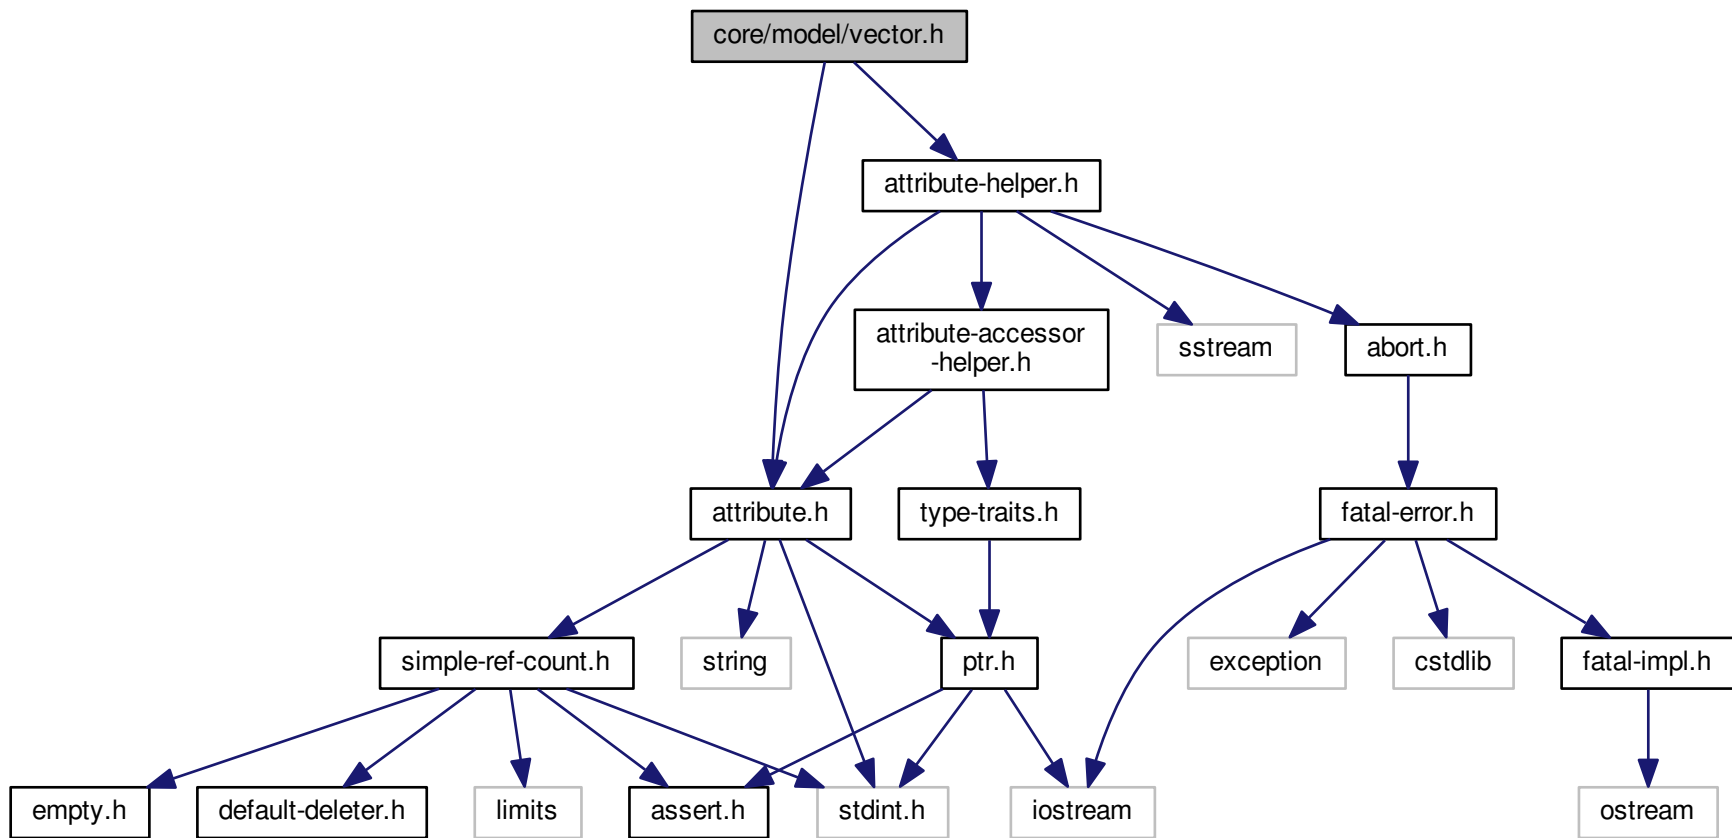 core/model/vector.h
attribute-helper.h
attribute-accessor
-helper.h
sstream
abort.h
attribute.h
type-traits.h
fatal-error.h
simple-ref-count.h
string
ptr.h
exception
cstdlib
fatal-impl.h
empty.h
default-deleter.h
limits
assert.h
stdint.h
iostream
ostream